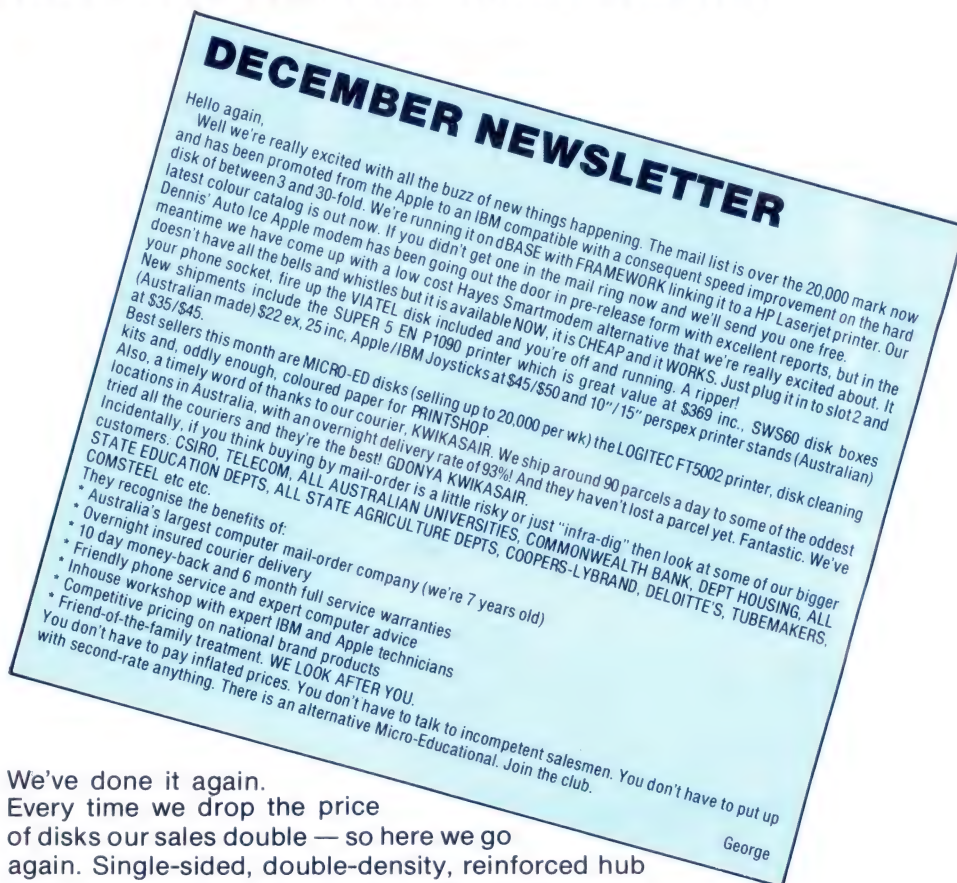 DECEMBER NEWSLETTER
Hello again,
Well we're really excited with all the buzz of new things happening. The mail list is over the 20,000 mark now
and has been promoted from the Apple to an IBM compatible with a consequent speed improvement on the hard
disk of between 3 and 30-fold. We're running it on dBASE with FRAMEWORK linking it to a HP Laserjet printer. Our
latest colour catalog is out now. If you didn't get one in the mail ring now and we'll send you one free.
Dennis' Auto Ice Apple modem has been going out the door in pre-release form with excellent reports, but in the
meantime we have come up with a low cost Hayes Smartmodem alternative that we're really excited about. It
doesn't have all the bells and whistles but it is available NOW, it is CHEAP and it WORKS. Just plug it in to slot 2 and
your phone socket, fire up the VIATEL disk included and you're off and running. A ripper!
New shipments include the SUPER 5 EN P1090 printer which is great value at $369 inc., SWS60 disk boxes
(Australian made) $22 ex, 25 inc, Apple/IBM Joysticks at $45/$50 and 10"/15" perspex printer stands (Australian)
at $35/$45.
Best sellers this month are MICRO-ED disks (selling up to 20,000 per wk) the LOGITEC FT5002 printer, disk cleaning
kits and, oddly enough, coloured paper for PRINTSHOP.
Also, a timely word of thanks to our courier, KWIKASAIR. We ship around 90 parcels a day to some of the oddest
locations in Australia, with an overnight delivery rate of 93%! And they haven't lost a parcel yet. Fantastic. We've
tried all the couriers and they're the best! GDONYA KWIKASAIR.
Incidentally, if you think buying by mail-order is a little risky or just "infra-dig" then look at some of our bigger
customers. CSIRO, TELECOM, ALL AUSTRALIAN UNIVERSITIES, COMMONWEALTH BANK, DEPT HOUSING, ALL
STATE EDUCATION DEPTS, ALL STATE AGRICULTURE DEPTS, COOPERS-LYBRAND, DELOITTE'S, TUBEMAKERS,
COMSTEEL etc etc.
They recognise the benefits of:
* Australia's largest computer mail-order company (we're 7 years old)
* Overnight insured courier delivery
* 10 day money-back and 6 month full service warranties
* Friendly phone service and expert computer advice
* Inhouse workshop with expert IBM and Apple technicians
* Competitive pricing on national brand products
* Friend-of-the-family treatment. WE LOOK AFTER YOU.
You don't have to pay inflated prices. You don't have to talk to incompetent salesmen. You don't have to put up
with second-rate anything. There is an alternative Micro-Educational. Join the club.
George
We've done it again.
Every time we drop the price
of disks our sales double — so here we go
again. Single-sided, double-density, reinforced hub